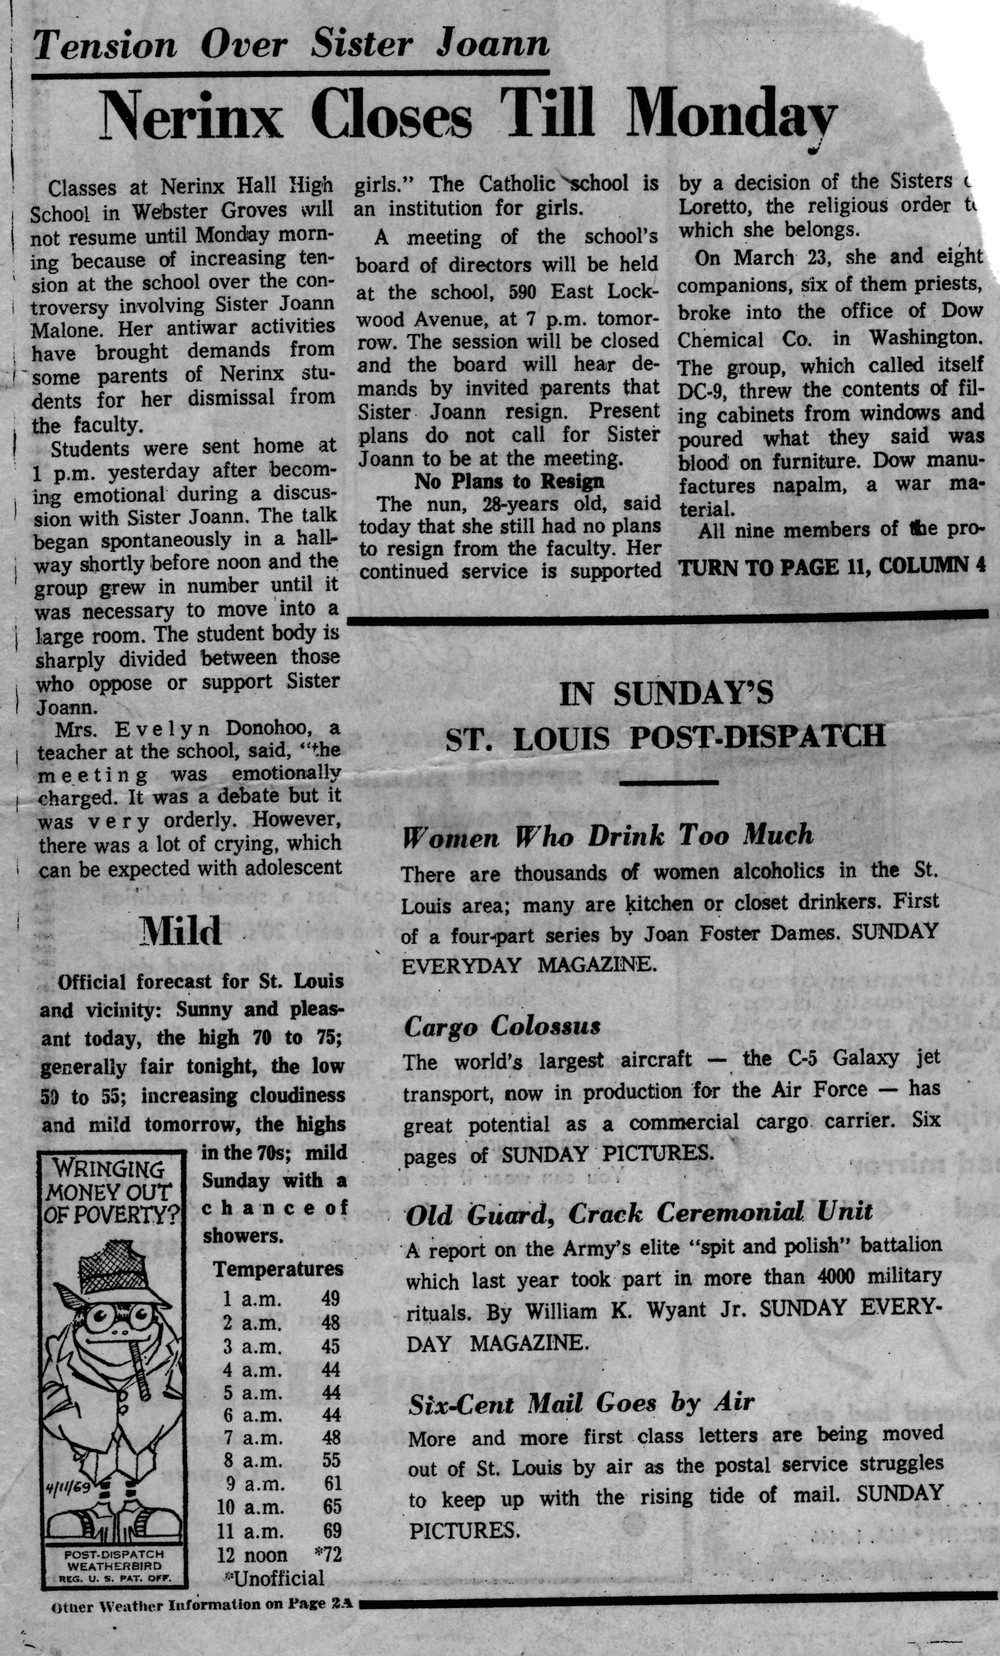 Tension Over Sister Joann
Nerinx Closes Till Monday
Classes at Nerinx Hall High
School in Webster Groves will
not resume until Monday morn-
ing because of increasing ten-
sion at the school over the con-
troversy involving Sister Joann
Malone. Her antiwar activities
have brought demands from
some parents of Nerinx stu-
dents for her dismissal from
the faculty.
Students were sent home at
1 p.m. yesterday after becom-
ing emotional during a discus-
sion with Sister Joann. The talk
began spontaneously in a hall-
way shortly before noon and the
group grew in number until it
was necessary to move into a
large room. The student body is
sharply divided between those
who oppose or support Sister
Joann.
Mrs. Evelyn Donohoo, a
teacher at the school, said, "the
meeting was emotionally
charged. It was a debate but it
was very orderly. However,
there was a lot of crying, which
can be expected with adolescent
girls." The Catholic school is
an institution for girls.
A meeting of the school's
board of directors will be held
at the school, 590 East Lock-
wood Avenue, at 7 p.m. tomor-
row. The session will be closed
and the board will hear de-
mands by invited parents that
Sister Joann resign. Present
plans do not call for Sister
Joann to be at the meeting.
No Plans to Resign
The nun, 28-years old, said
today that she still had no plans
to resign from the faculty. Her
continued service is supported
by a decision of the Sisters
Loretto, the religious order
which she belongs.
On March 23, she and eight
companions, six of them priests,
broke into the office of Dow
Chemical Co. in Washington.
The group, which called itself
DC-9, threw the contents of fil-
ing cabinets from windows and
poured what they said was
blood on furniture. Dow manu-
factures napalm, a war ma-
terial.
All nine members of the pro-
TURN TO PAGE 11, COLUMN 4
Mild
Official forecast for St. Louis
and vicinity: Sunny and pleas-
ant today, the high 70 to 75;
generally fair tonight, the low
50 to 55; increasing cloudiness
and mild tomorrow, the highs
in the 70s; mild
Sunday with a
chance of
showers.
Temperatures
1 a.m. 49
2 a.m. 48
3 a.m. 45
4 a.m. 44
5 a.m. 44
6 a.m. 44
7 a.m. 48
8 a.m. 55
9 a.m. 61
10 a.m. 65
11 a.m. 69
12 noon *72
*Unofficial
WRINGING
MONEY OUT
OF POVERTY?
4/11/69
POST-DISPATCH
WEATHERBIRD
REG. U. S. PAT. OFF.
Other Weather Information on Page 2A
IN SUNDAY'S
ST. LOUIS POST-DISPATCH
Women Who Drink Too Much
There are thousands of women alcoholics in the St.
Louis area; many are kitchen or closet drinkers. First
of a four-part series by Joan Foster Dames. SUNDAY
EVERYDAY MAGAZINE.
Cargo Colossus
The world's largest aircraft — the C-5 Galaxy jet
transport, now in production for the Air Force — has
great potential as a commercial cargo carrier. Six
pages of SUNDAY PICTURES.
Old Guard, Crack Ceremonial Unit
A report on the Army's elite "spit and polish" battalion
which last year took part in more than 4000 military
rituals. By William K. Wyant Jr. SUNDAY EVERY-
DAY MAGAZINE.
Six-Cent Mail Goes by Air
More and more first class letters are being moved
out of St. Louis by air as the postal service struggles
to keep up with the rising tide of mail. SUNDAY
PICTURES.